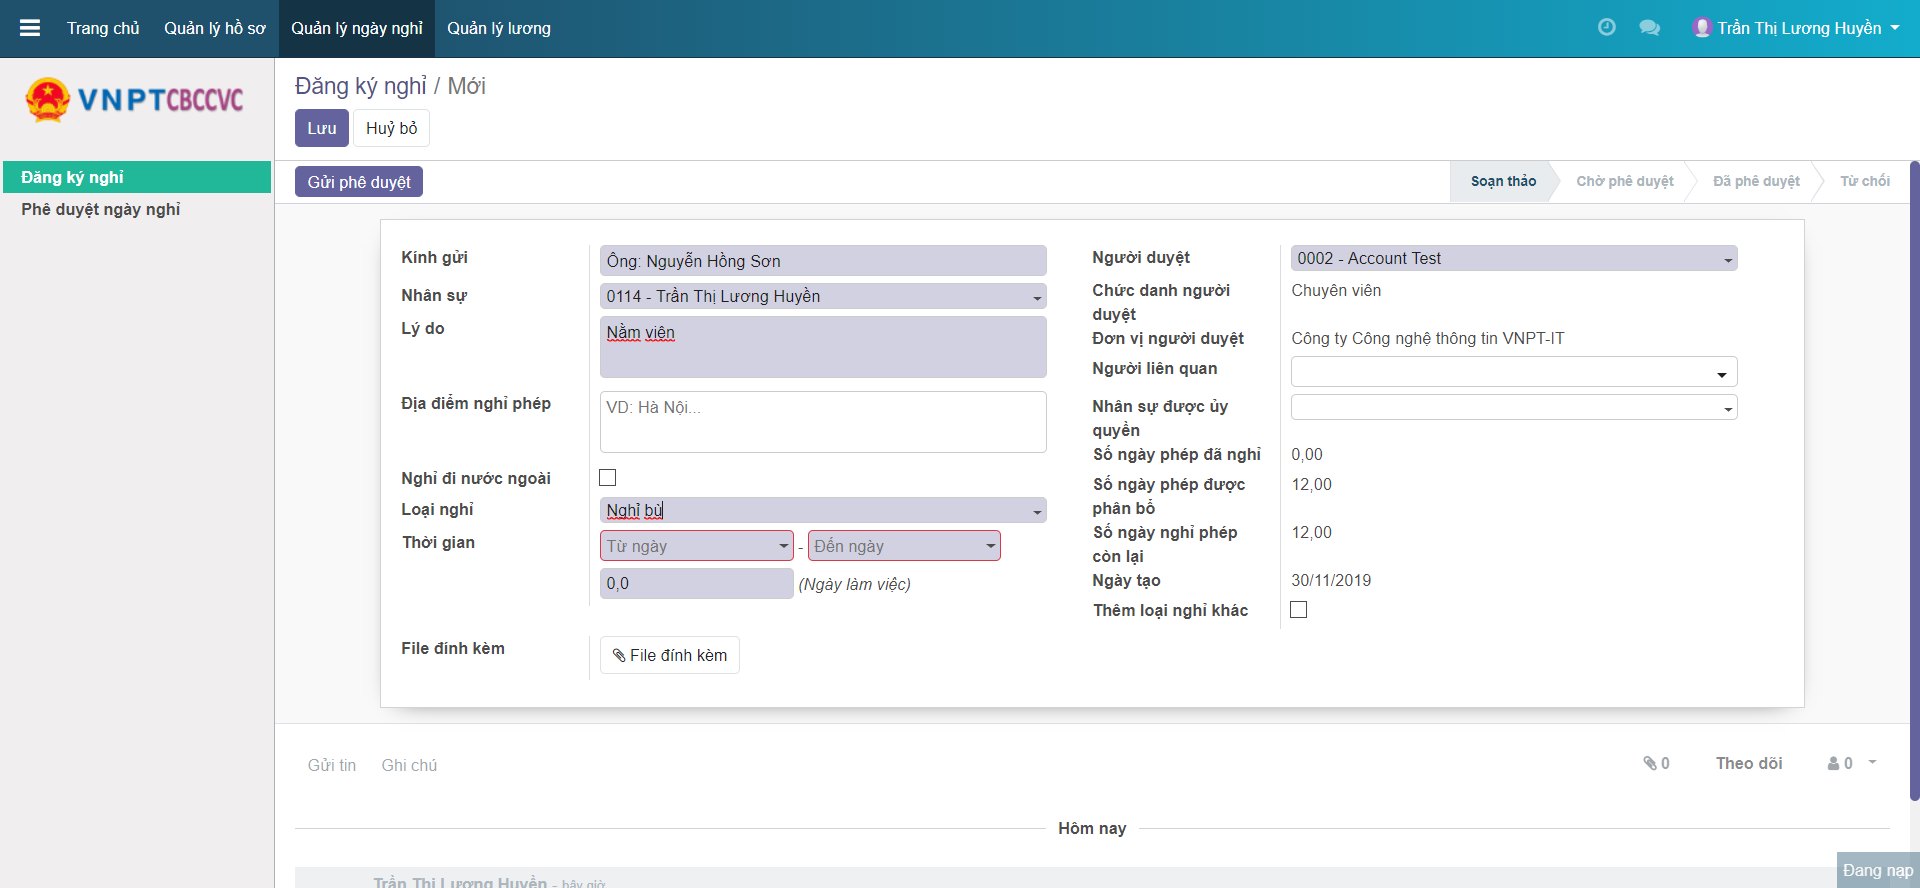 Trang chủ Quản lý hồ sơ Quản lý ngày nghỉ Quản lý lương Trần Thị Lương Huyền
VNPTCBCCVC
Đăng ký nghỉ
Phê duyệt ngày nghỉ
Đăng ký nghỉ / Mới
Lưu Huỷ bỏ
Gửi phê duyệt Soạn thảo Chờ phê duyệt Đã phê duyệt Từ chối
Kính gửi Ông: Nguyễn Hồng Sơn
Nhân sự 0114 - Trần Thị Lương Huyền
Lý do Nằm viên
Địa điểm nghỉ phép VD: Hà Nội...
Nghỉ đi nước ngoài
Loại nghỉ Nghỉ bù
Thời gian Từ ngày - Đến ngày
0,0 (Ngày làm việc)
File đính kèm File đính kèm
Người duyệt 0002 - Account Test
Chức danh người duyệt Chuyên viên
Đơn vị người duyệt Công ty Công nghệ thông tin VNPT-IT
Người liên quan
Nhân sự được ủy quyền
Số ngày phép đã nghỉ 0,00
Số ngày phép được phân bổ 12,00
Số ngày nghỉ phép còn lại 12,00
Ngày tạo 30/11/2019
Thêm loại nghỉ khác
Gửi tin Ghi chú 0 Theo dõi 0
Hôm nay
Trần Thị Lương Huyền - bây giờ
Đang nạp